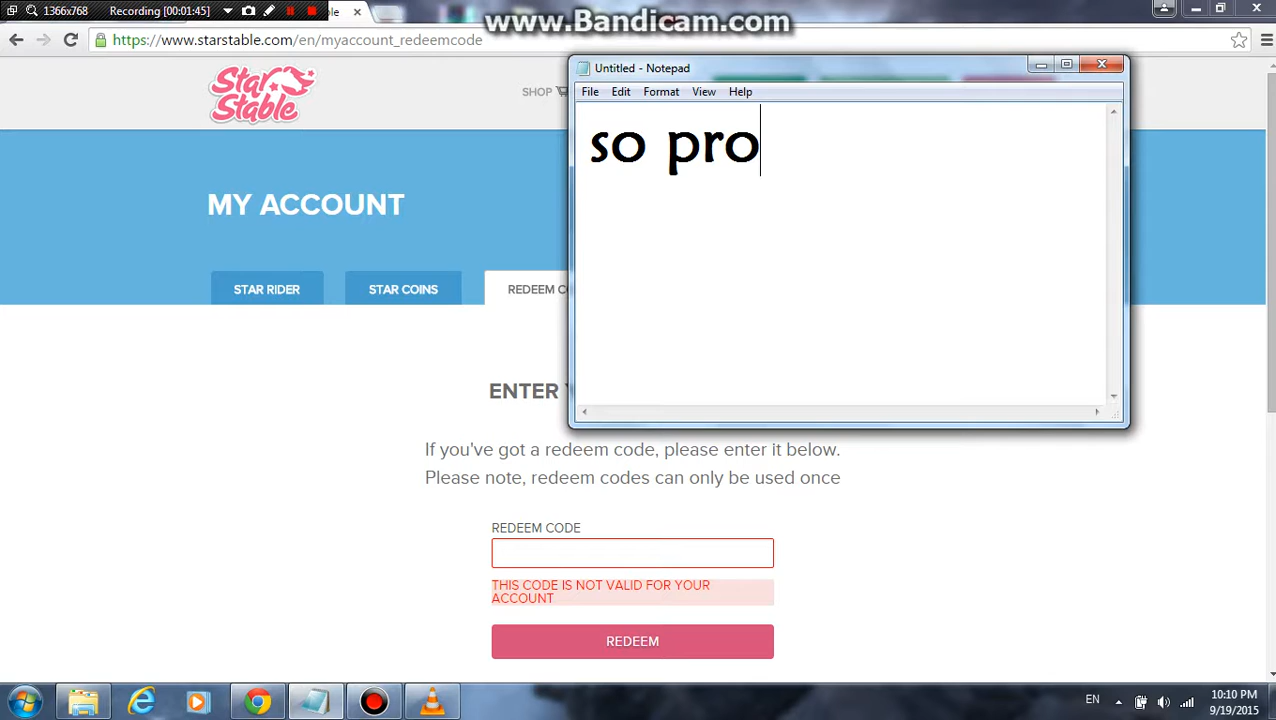 www.Bandicam.com
1366x768 Recording [00:01:45]
https://www.starstable.com/en/myaccount_redeemcode
Untitled - Notepad
File Edit Format View Help
so pro
Star Stable
SHOP
MY ACCOUNT
STAR RIDER STAR COINS REDEEM CO
ENTER
If you've got a redeem code, please enter it below.
Please note, redeem codes can only be used once
REDEEM CODE
THIS CODE IS NOT VALID FOR YOUR
ACCOUNT
REDEEM
EN
10:10 PM
9/19/2015